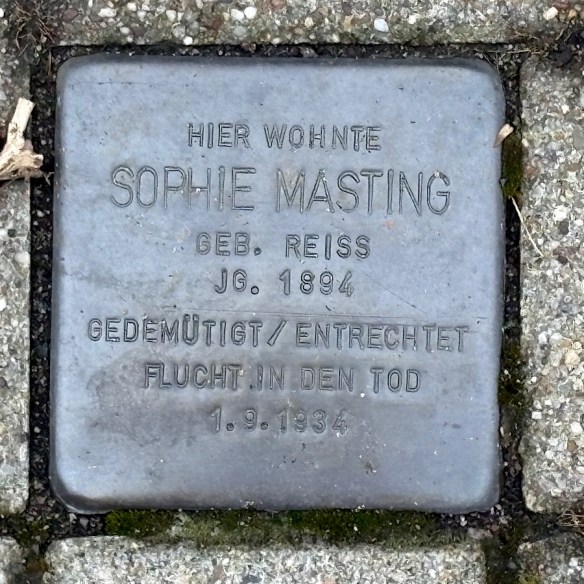 HIER WOHNTE
SOPHIE MASTING
GEB. REISS
JG. 1894
GEDEMÜTIGT / ENTRECHTET
FLUCHT IN DEN TOD
1.9.1934